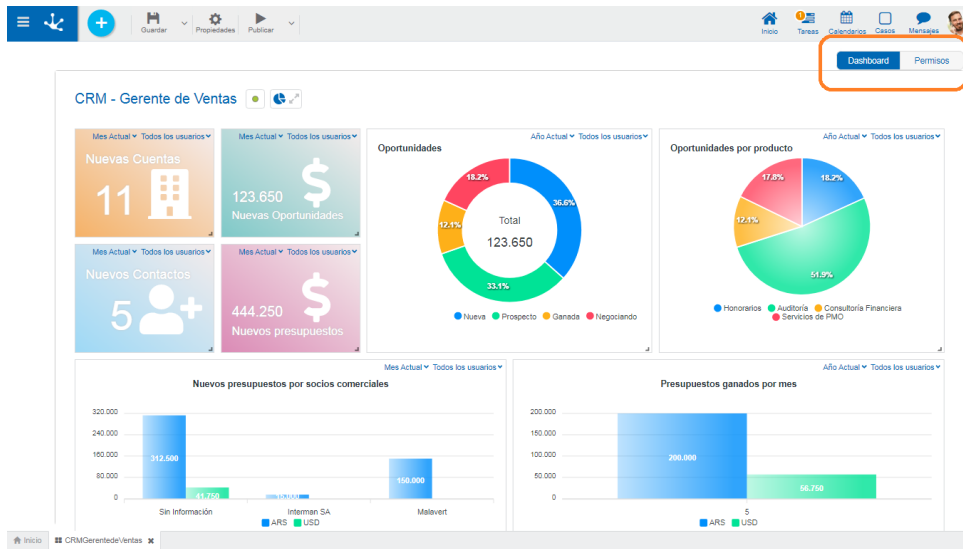 Guardar
Propiedades
Publicar
Inicio
1
Tareas
Calendarios
Casos
Mensajes
Dashboard
Permisos
CRM - Gerente de Ventas
Mes Actual Todos los usuarios
Nuevas Cuentas
11
Mes Actual Todos los usuarios
123.650
Nuevas Oportunidades
Mes Actual Todos los usuarios
Nuevos Contactos
5
Mes Actual Todos los usuarios
444.250
Nuevos presupuestos
Año Actual Todos los usuarios
Oportunidades
18.2%
36.6%
12.1%
33.1%
Total
123.650
Nueva Prospecto Ganada Negociando
Año Actual Todos los usuarios
Oportunidades por producto
17.8%
18.2%
12.1%
51.9%
Honorarios Auditoría Consultoría Financiera
Servicios de PMO
Mes Actual Todos los usuarios
Nuevos presupuestos por socios comerciales
320.000
240.000
160.000
80.000
0
312.500
41.750
15.000
150.000
Sin Información
Interman SA
Malavert
ARS USD
Año Actual Todos los usuarios
Presupuestos ganados por mes
200.000
150.000
100.000
50.000
0
200.000
56.750
5
ARS USD
Inicio
CRMGerentedeVentas